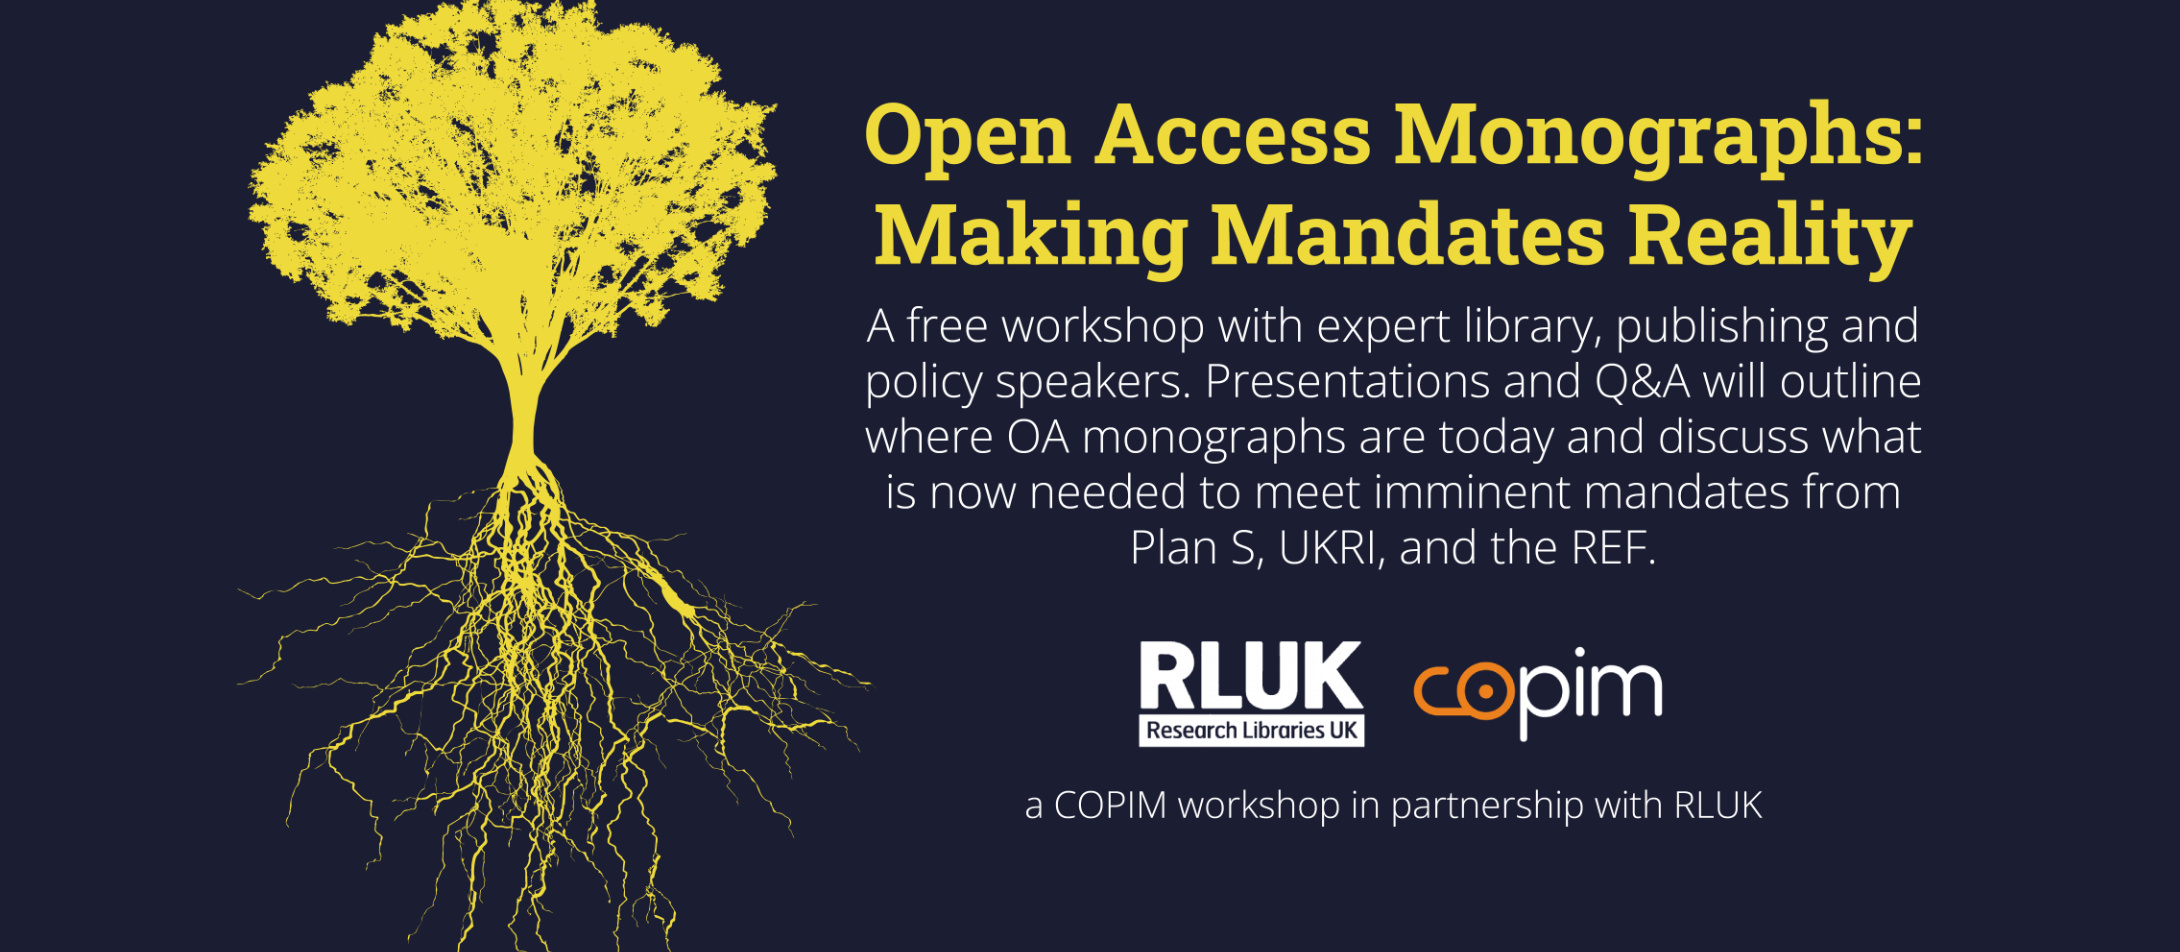 Open Access Monographs:
Making Mandates Reality
A free workshop with expert library, publishing and
policy speakers. Presentations and Q&A will outline
where OA monographs are today and discuss what
is now needed to meet imminent mandates from
Plan S, UKRI, and the REF.
RLUK
Research Libraries UK
copim
a COPIM workshop in partnership with RLUK